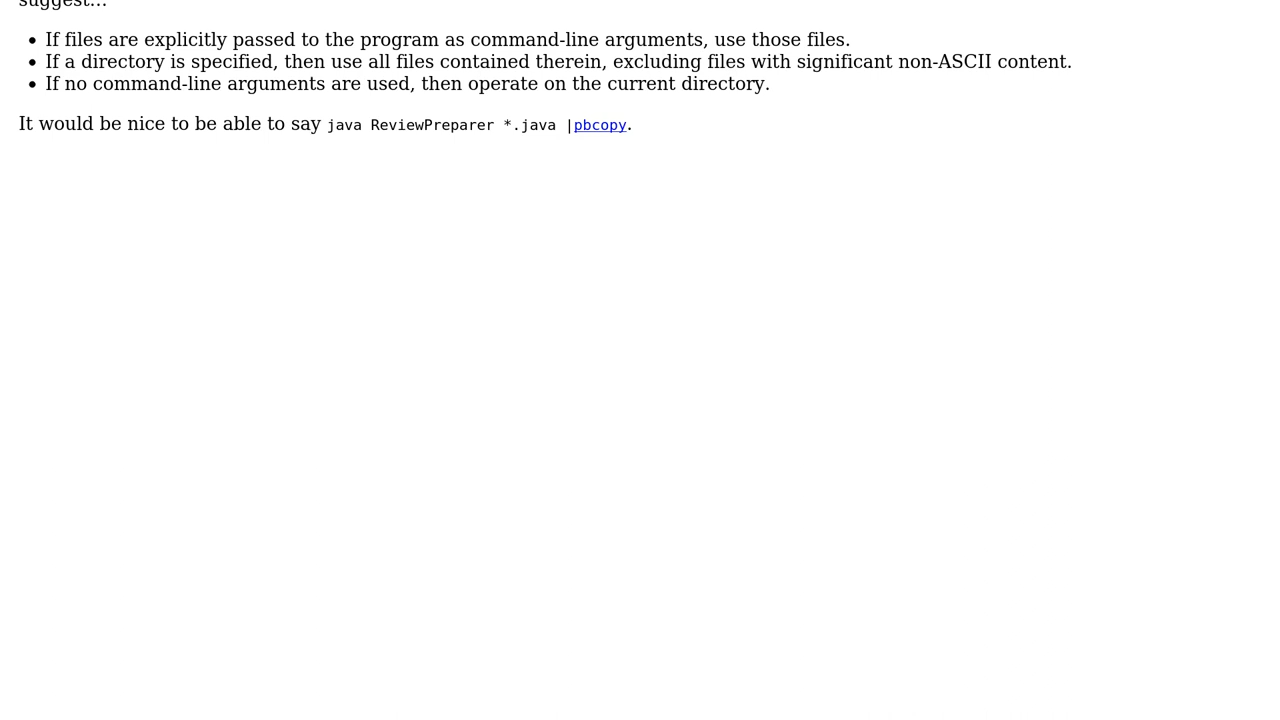 suggest…
If files are explicitly passed to the program as command-line arguments, use those files.
If a directory is specified, then use all files contained therein, excluding files with significant non-ASCII content.
If no command-line arguments are used, then operate on the current directory.
It would be nice to be able to say java ReviewPreparer *.java |pbcopy.